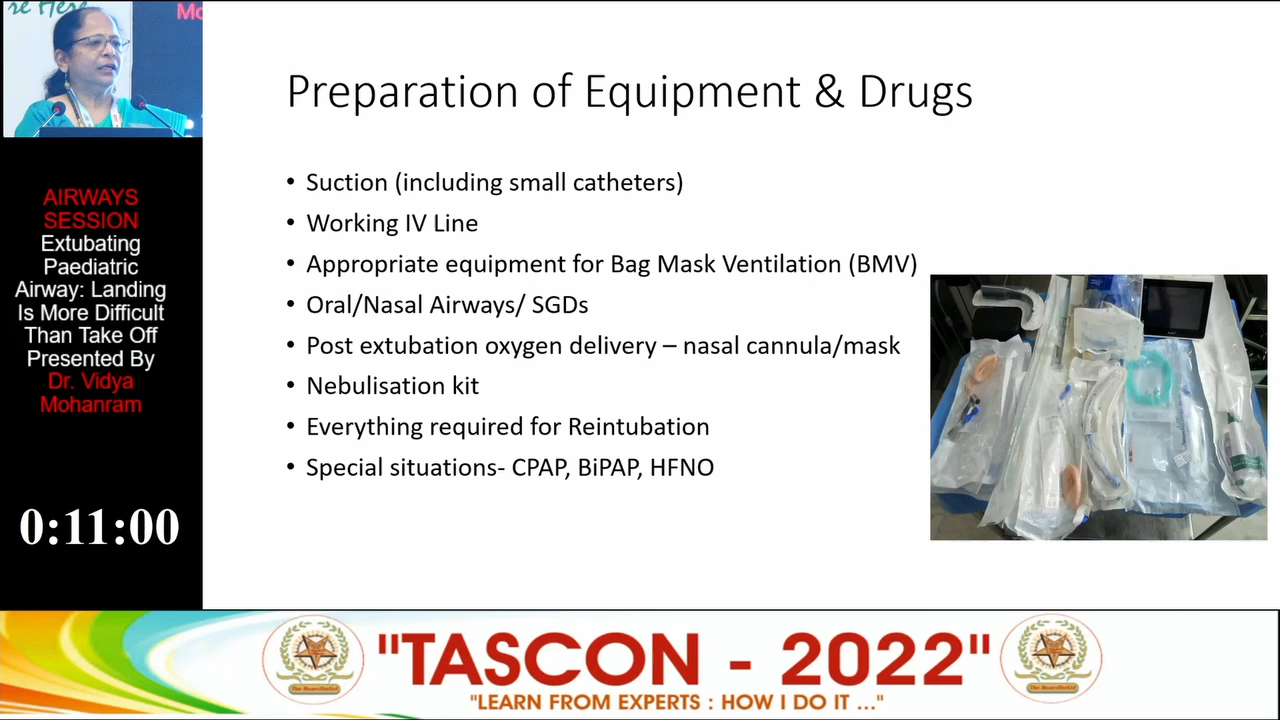 re Here
Mo
AIRWAYS
SESSION
Extubating
Paediatric
Airway: Landing
Is More Difficult
Than Take Off
Presented By
Dr. Vidya
Mohanram
0:11:00
Preparation of Equipment & Drugs
• Suction (including small catheters)
• Working IV Line
• Appropriate equipment for Bag Mask Ventilation (BMV)
• Oral/Nasal Airways/ SGDs
• Post extubation oxygen delivery – nasal cannula/mask
• Nebulisation kit
• Everything required for Reintubation
• Special situations- CPAP, BiPAP, HFNO
"TASCON - 2022"
"LEARN FROM EXPERTS : HOW I DO IT ..."